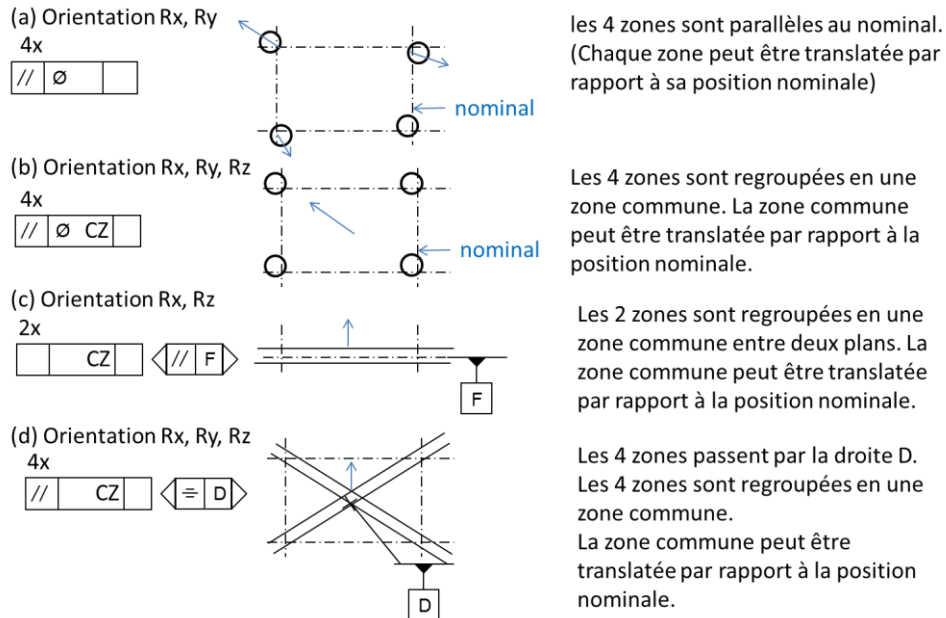 (a) Orientation Rx, Ry
4x
// Ø
nominal
les 4 zones sont parallèles au nominal.
(Chaque zone peut être translatée par
rapport à sa position nominale)
(b) Orientation Rx, Ry, Rz
4x
// Ø CZ
nominal
Les 4 zones sont regroupées en une
zone commune. La zone commune
peut être translatée par rapport à la
position nominale.
(c) Orientation Rx, Rz
2x
CZ // F
F
Les 2 zones sont regroupées en une
zone commune entre deux plans. La
zone commune peut être translatée
par rapport à la position nominale.
(d) Orientation Rx, Ry, Rz
4x
// CZ ⌯ D
D
Les 4 zones passent par la droite D.
Les 4 zones sont regroupées en une
zone commune.
La zone commune peut être
translatée par rapport à la position
nominale.